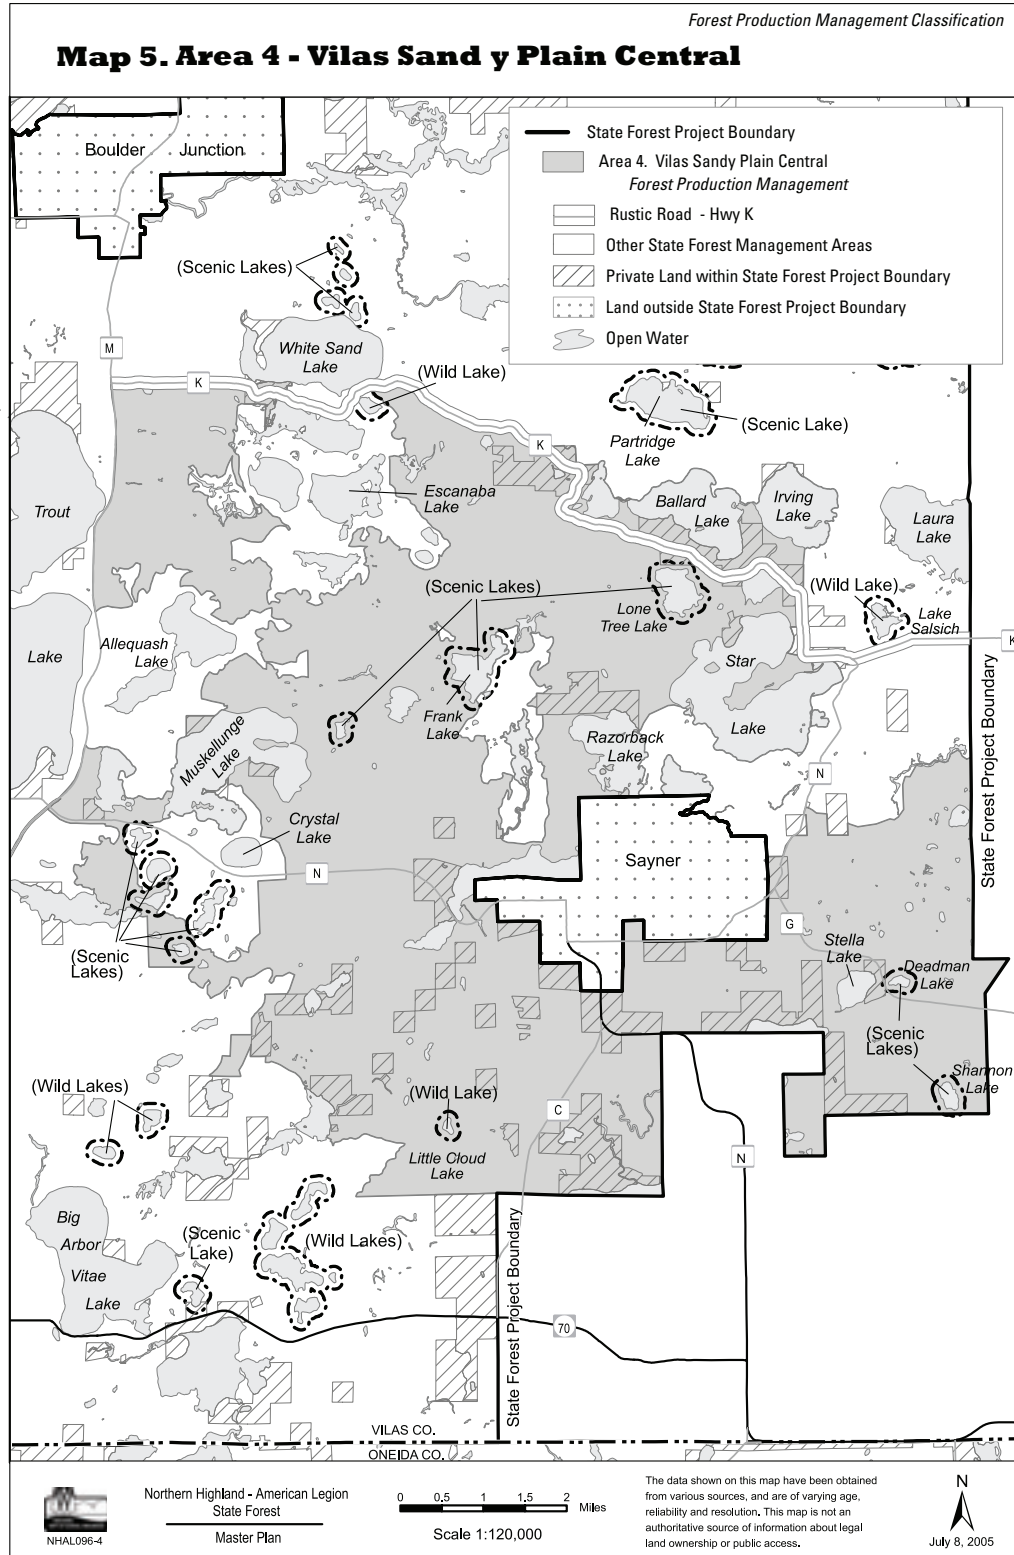 Forest Production Management Classification
Map 5. Area 4 - Vilas Sand y Plain Central
State Forest Project Boundary
Area 4. Vilas Sandy Plain Central
Forest Production Management
Rustic Road - Hwy K
Other State Forest Management Areas
Private Land within State Forest Project Boundary
Land outside State Forest Project Boundary
Open Water
Boulder Junction
(Scenic Lakes)
M
White Sand
Lake
K
(Wild Lake)
(Scenic Lake)
Partridge
Lake
K
Escanaba
Lake
Ballard
Lake
Irving
Lake
Laura
Lake
Trout
(Scenic Lakes)
(Wild Lake)
Lone
Tree Lake
Lake
Salsich
K
Allequash
Lake
Lake
Star
Lake
Frank
Lake
Muskellunge
Lake
Razorback
Lake
N
State Forest Project Boundary
Crystal
Lake
N
Sayner
G
(Scenic
Lakes)
Stella
Lake
Deadman
Lake
(Scenic
Lakes)
Shannon
Lake
(Wild Lakes)
(Wild Lake)
C
Little Cloud
Lake
N
Big
Arbor
Vitae
Lake
(Scenic
Lake)
(Wild Lakes)
State Forest Project Boundary
70
VILAS CO.
ONEIDA CO.
NHAL096-4
Northern Highland - American Legion
State Forest
Master Plan
0 0.5 1 1.5 2 Miles
Scale 1:120,000
The data shown on this map have been obtained
from various sources, and are of varying age,
reliability and resolution. This map is not an
authoritative source of information about legal
land ownership or public access.
N
July 8, 2005